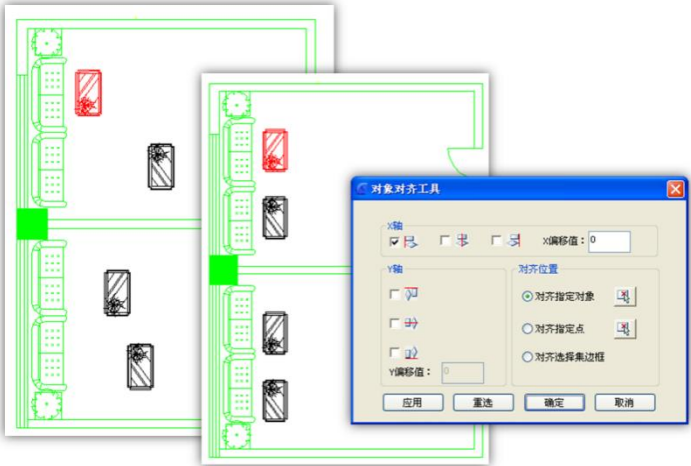 对象对齐工具
X轴
X偏移值：0
Y轴
对齐位置
对齐指定对象
对齐指定点
对齐选择集边框
Y偏移值：
0
应用
重选
确定
取消